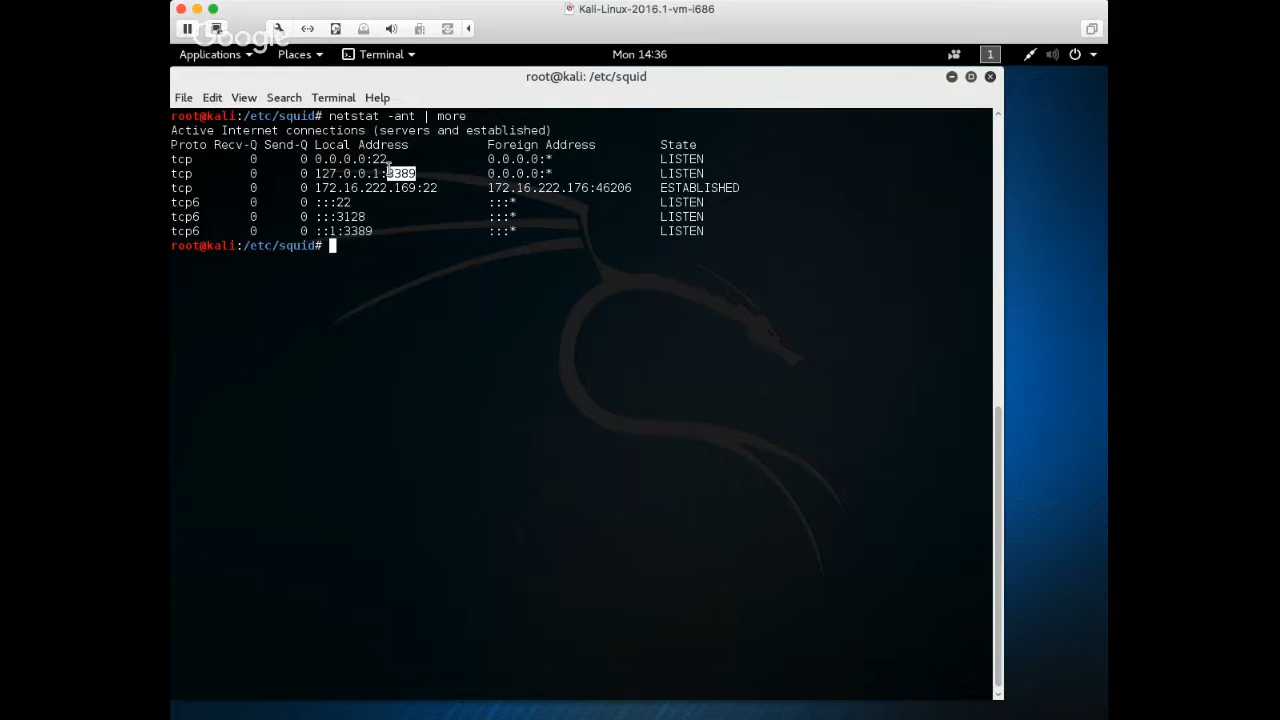 Kali-Linux-2016.1-vm-i686
Google
Applications Places Terminal Mon 14:36 1
root@kali: /etc/squid
File Edit View Search Terminal Help
root@kali:/etc/squid# netstat -ant | more
Active Internet connections (servers and established)
Proto Recv-Q Send-Q Local Address Foreign Address State
tcp 0 0 0.0.0.0:22 0.0.0.0:* LISTEN
tcp 0 0 127.0.0.1:3389 0.0.0.0:* LISTEN
tcp 0 0 172.16.222.169:22 172.16.222.176:46206 ESTABLISHED
tcp6 0 0 :::22 :::* LISTEN
tcp6 0 0 :::3128 :::* LISTEN
tcp6 0 0 ::1:3389 :::* LISTEN
root@kali:/etc/squid#